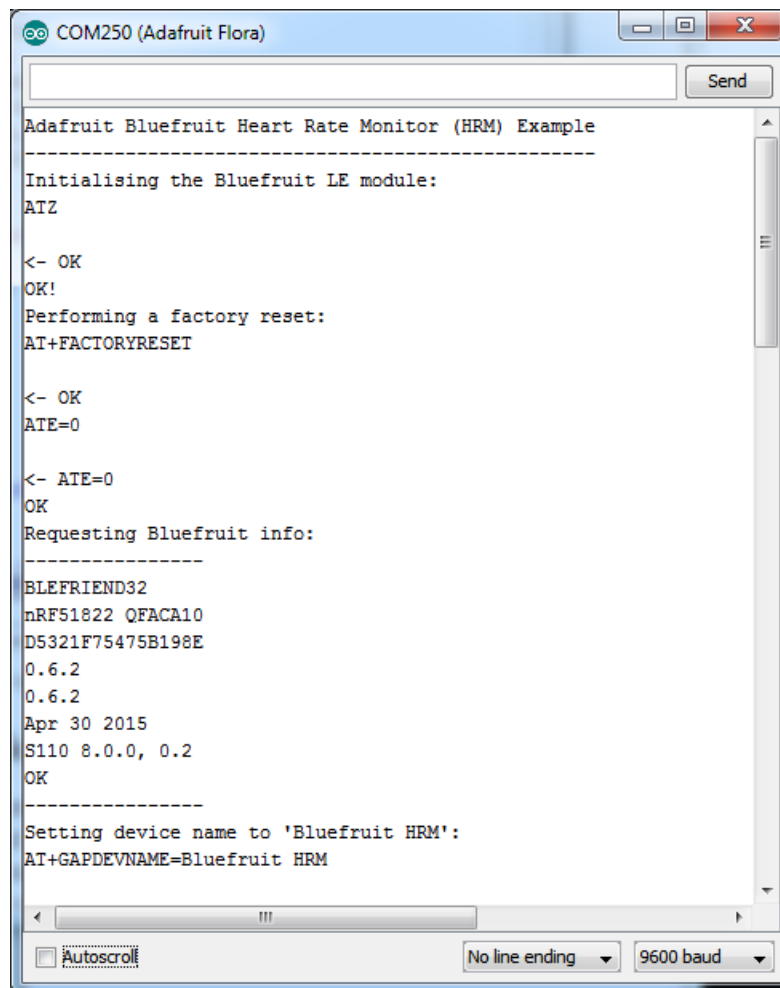 COM250 (Adafruit Flora)
Send
Adafruit Bluefruit Heart Rate Monitor (HRM) Example
---------------------------------------------------
Initialising the Bluefruit LE module:
ATZ
<- OK
OK!
Performing a factory reset:
AT+FACTORYRESET
<- OK
ATE=0
<- ATE=0
OK
Requesting Bluefruit info:
----------------
BLEFRIEND32
nRF51822 QFACA10
D5321F75475B198E
0.6.2
0.6.2
Apr 30 2015
S110 8.0.0, 0.2
OK
----------------
Setting device name to 'Bluefruit HRM':
AT+GAPDEVNAME=Bluefruit HRM
Autoscroll No line ending 9600 baud